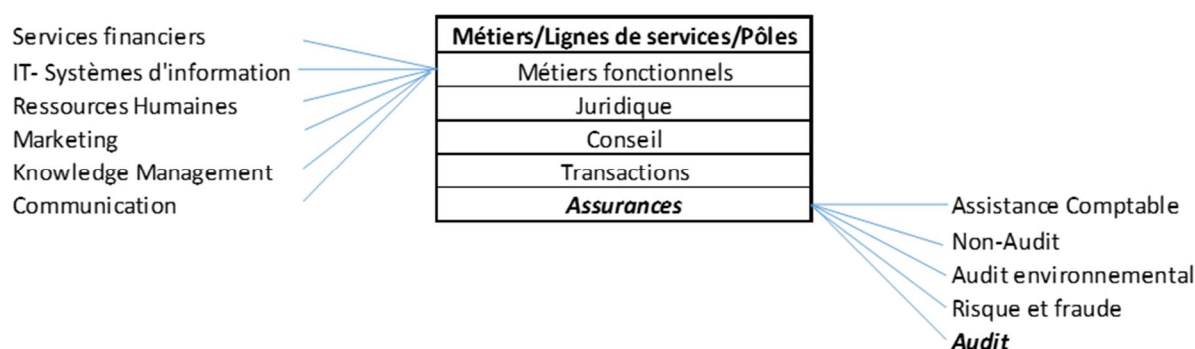 Services financiers
IT- Systèmes d'information
Ressources Humaines
Marketing
Knowledge Management
Communication
Métiers/Lignes de services/Pôles
Métiers fonctionnels
Juridique
Conseil
Transactions
Assurances
Assistance Comptable
Non-Audit
Audit environnemental
Risque et fraude
Audit